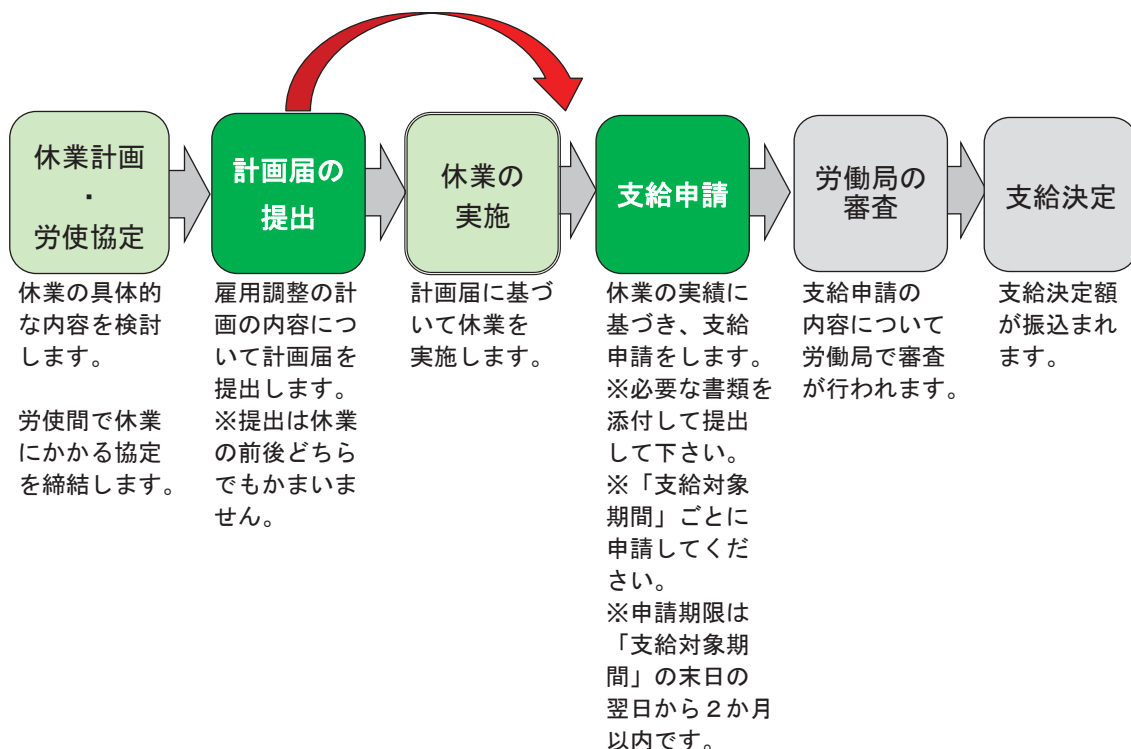 休業計画
・
労使協定
計画届の
提出
休業の
実施
支給申請
労働局の
審査
支給決定
休業の具体的
な内容を検討
します。
労使間で休業
にかかる協定
を締結します。
雇用調整の計
画の内容につ
いて計画届を
提出します。
※提出は休業
の前後どちら
でもかまいま
せん。
計画届に基づ
いて休業を
実施します。
休業の実績に
基づき、支給
申請をします。
※必要な書類を
添付して提出
して下さい。
※「支給対象
期間」ごとに
申請してくだ
さい。
※申請期限は
「支給対象期
間」の末日の
翌日から２か月
以内です。
支給申請の
内容について
労働局で審査
が行われます。
支給決定額
が振込まれ
ます。